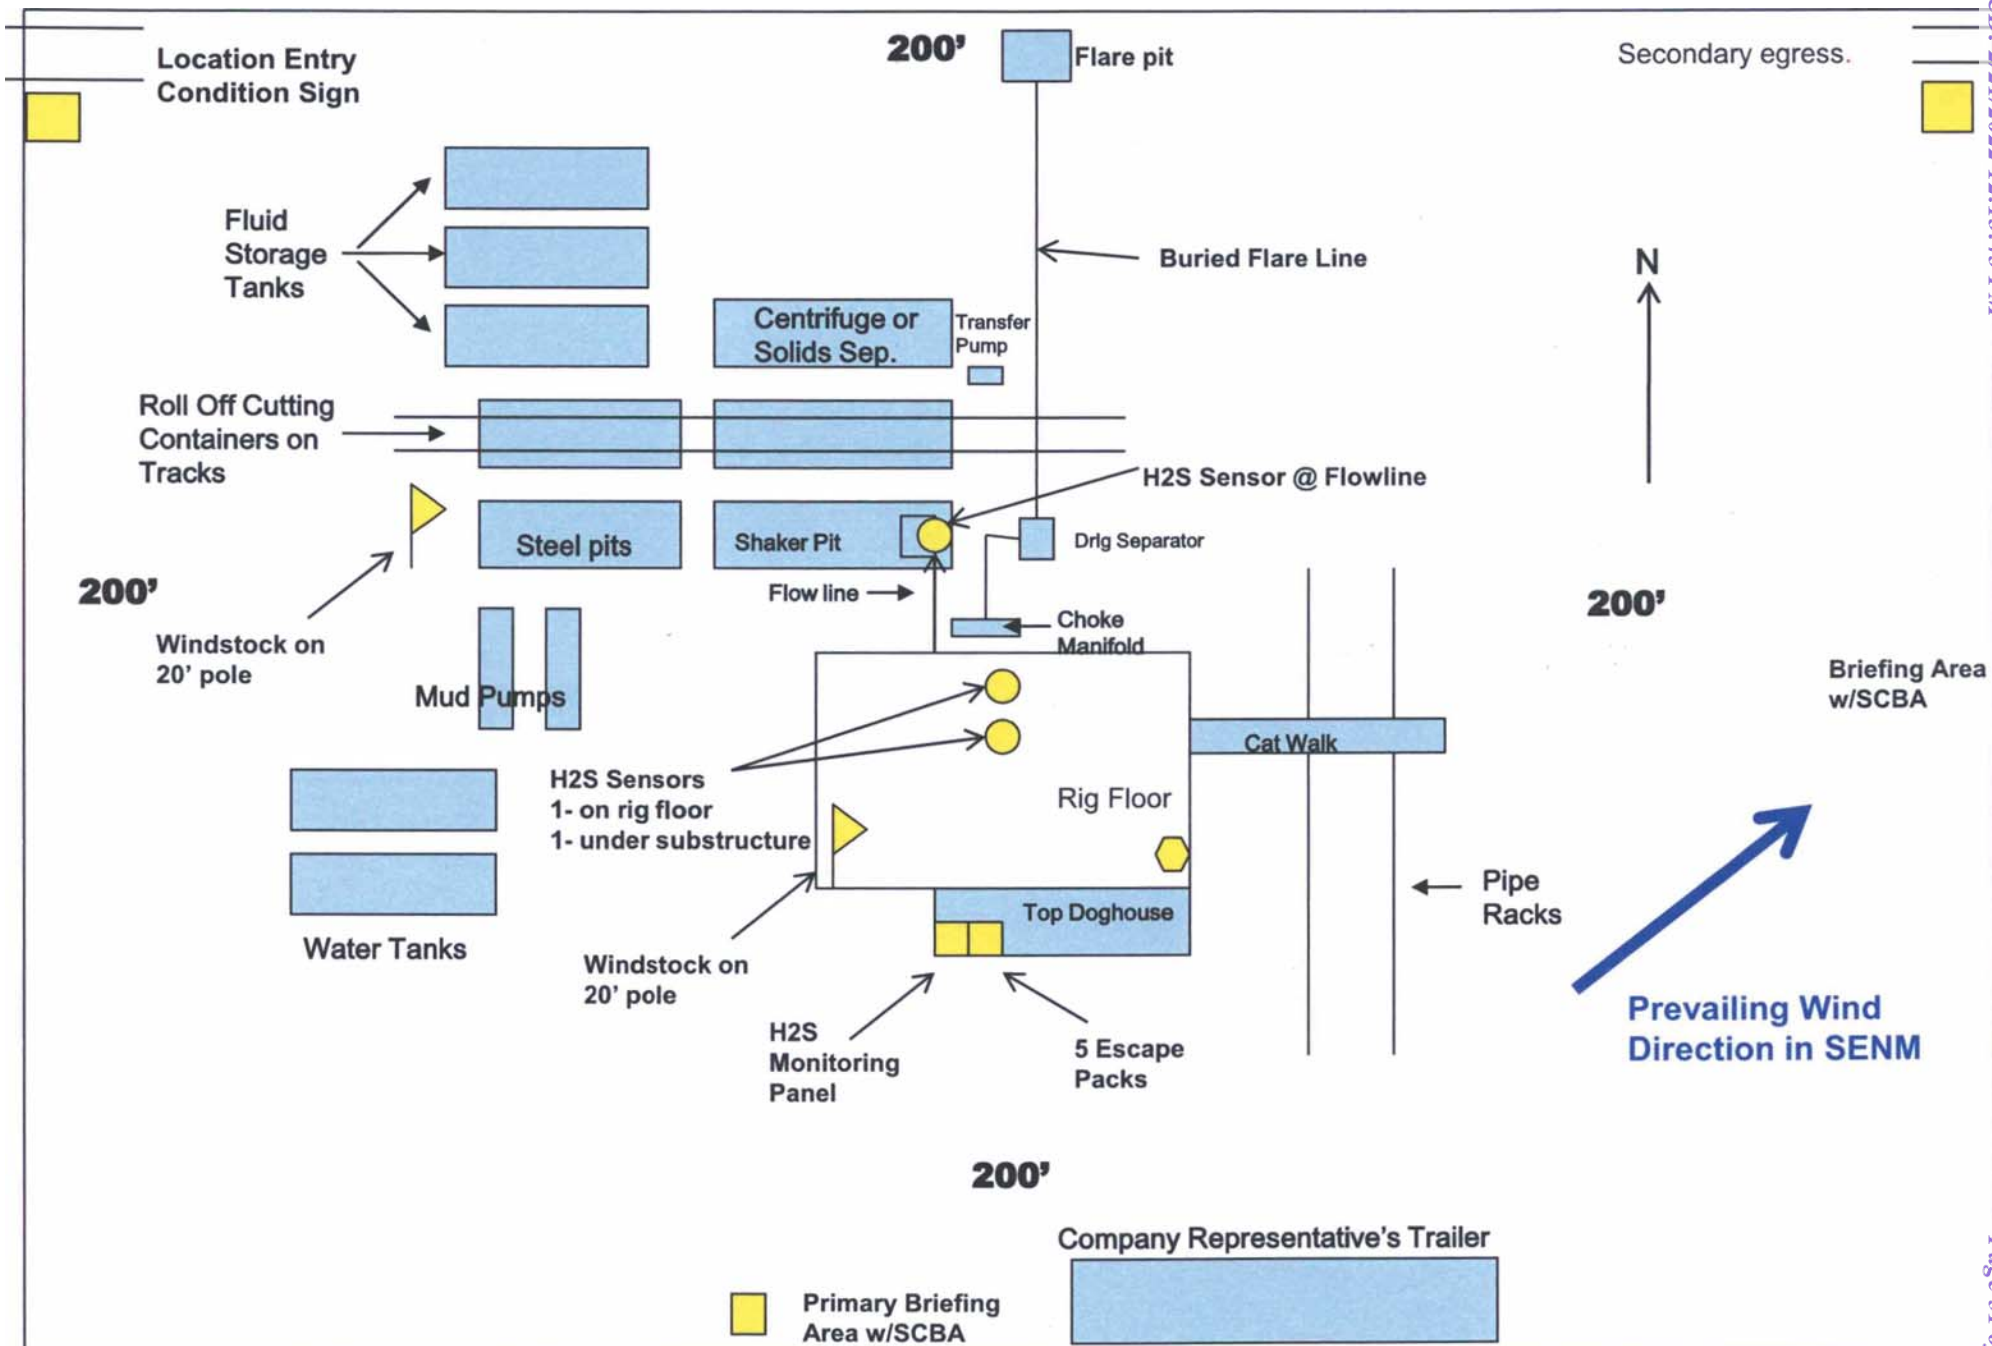 Location Entry
Condition Sign
200’
Flare pit
Secondary egress.
Fluid
Storage
Tanks
Buried Flare Line
N
Centrifuge or
Solids Sep.
Transfer
Pump
Roll Off Cutting
Containers on
Tracks
H2S Sensor @ Flowline
Steel pits
Shaker Pit
Drlg Separator
200’
Flow line
200’
Windstock on
20’ pole
Choke
Manifold
Briefing Area
w/SCBA
Mud Pumps
Cat Walk
H2S Sensors
1- on rig floor
1- under substructure
Rig Floor
Pipe
Racks
Top Doghouse
Water Tanks
Windstock on
20’ pole
H2S
Monitoring
Panel
5 Escape
Packs
Prevailing Wind
Direction in SENM
200’
Company Representative’s Trailer
Primary Briefing
Area w/SCBA